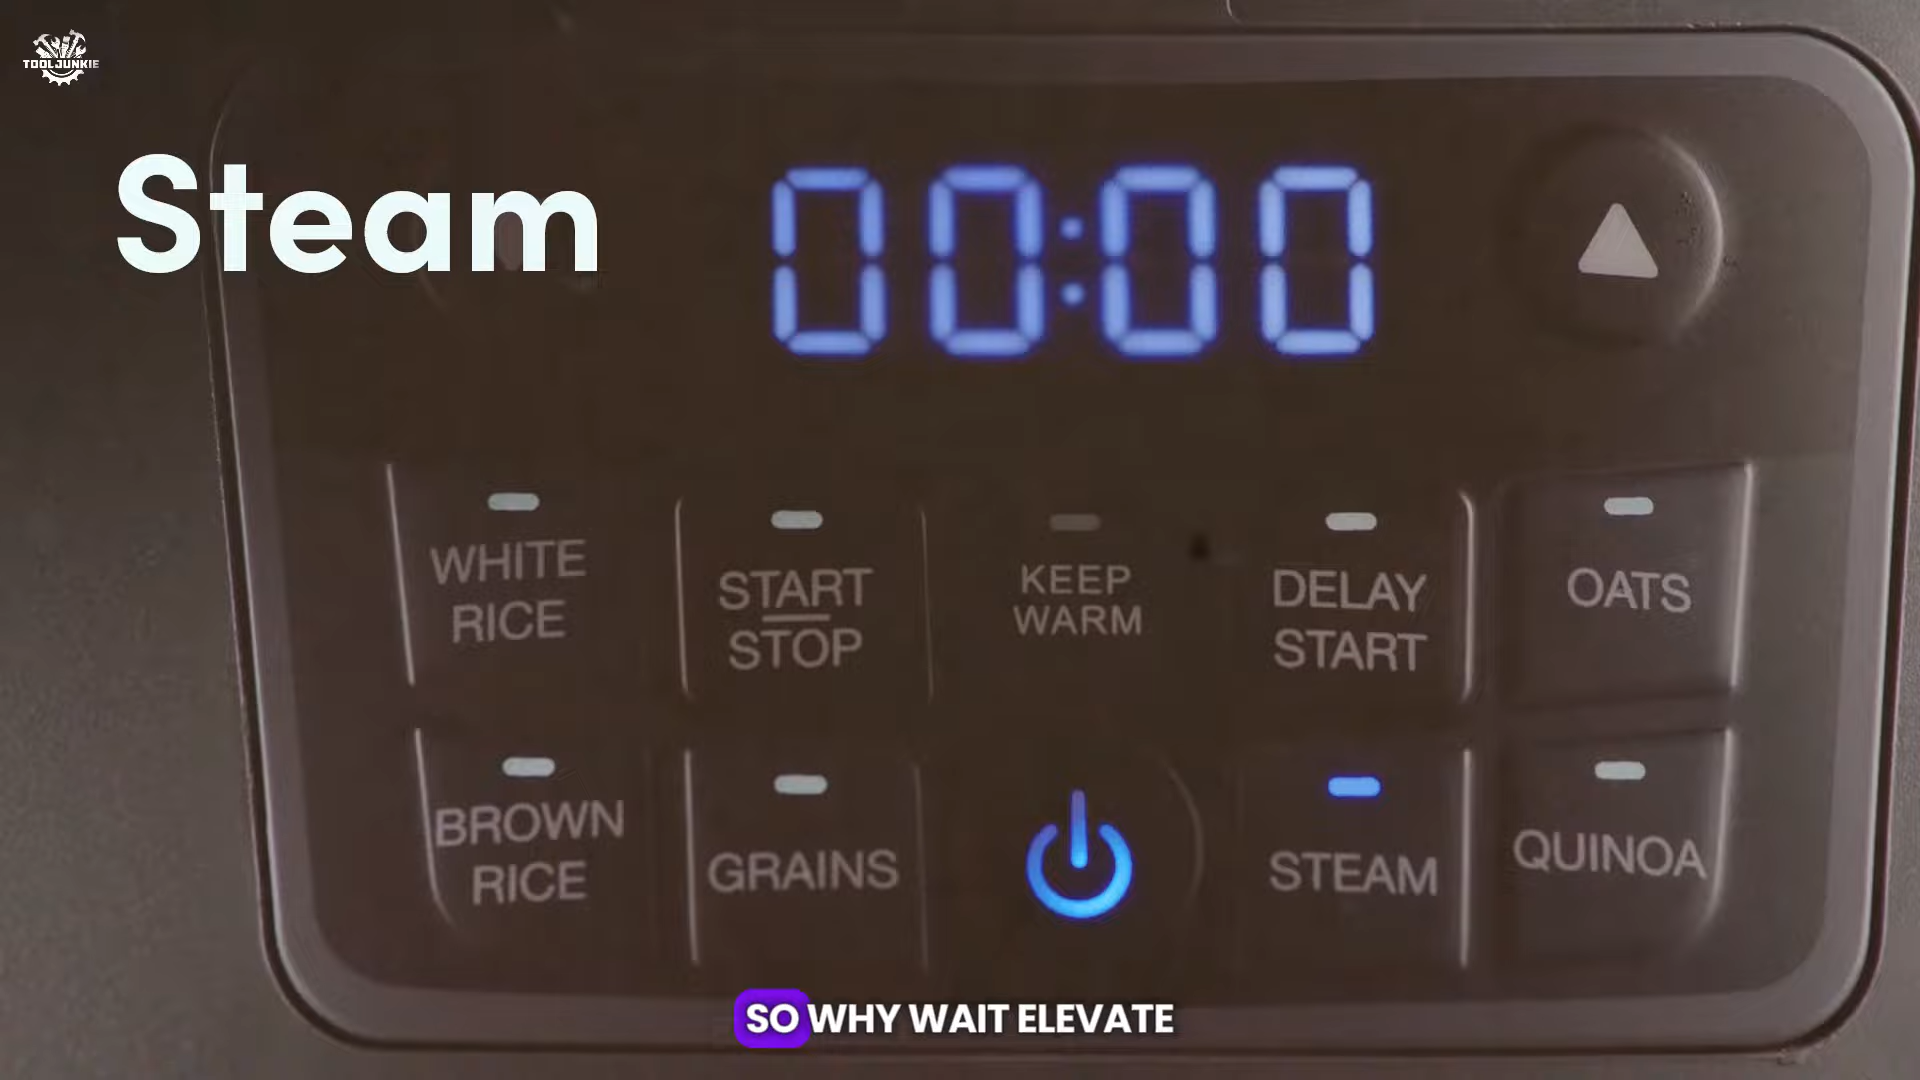 TOOLJUNKIE
Steam
00:00
WHITE
RICE
START
STOP
KEEP
WARM
DELAY
START
OATS
BROWN
RICE
GRAINS
STEAM
QUINOA
SO WHY WAIT ELEVATE